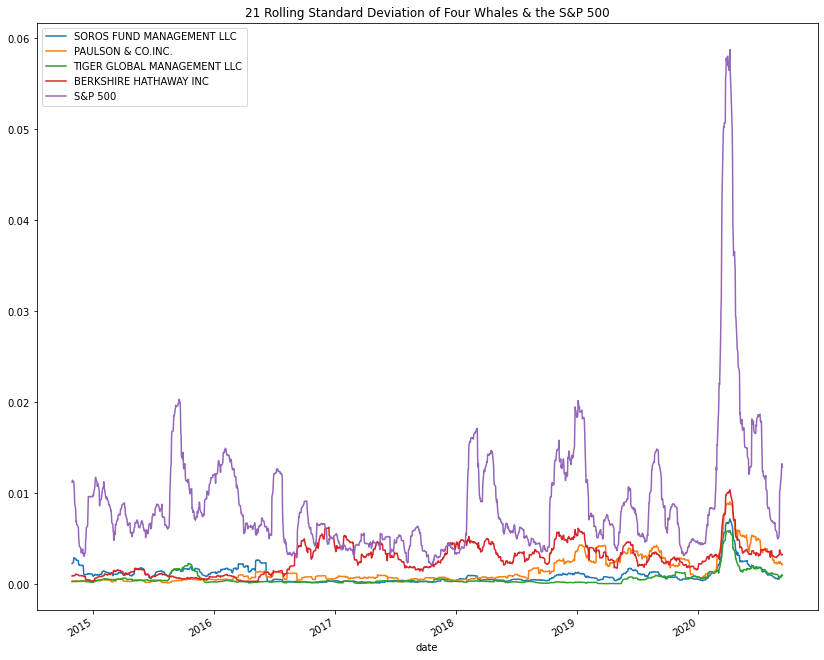 21 Rolling Standard Deviation of Four Whales & the S&P 500
SOROS FUND MANAGEMENT LLC
PAULSON & CO.INC.
TIGER GLOBAL MANAGEMENT LLC
BERKSHIRE HATHAWAY INC
S&P 500
0.06
0.05
0.04
0.03
0.02
0.01
0.00
2015
2016
2017
2018
2019
2020
date